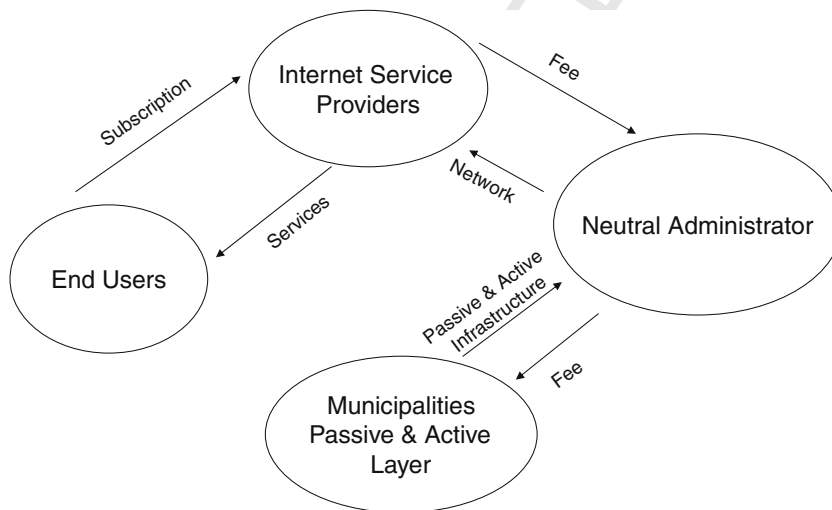 Internet Service
Providers
Fee
Subscription
Network
Neutral Administrator
Services
End Users
Passive & Active
Infrastructure
Fee
Municipalities
Passive & Active
Layer